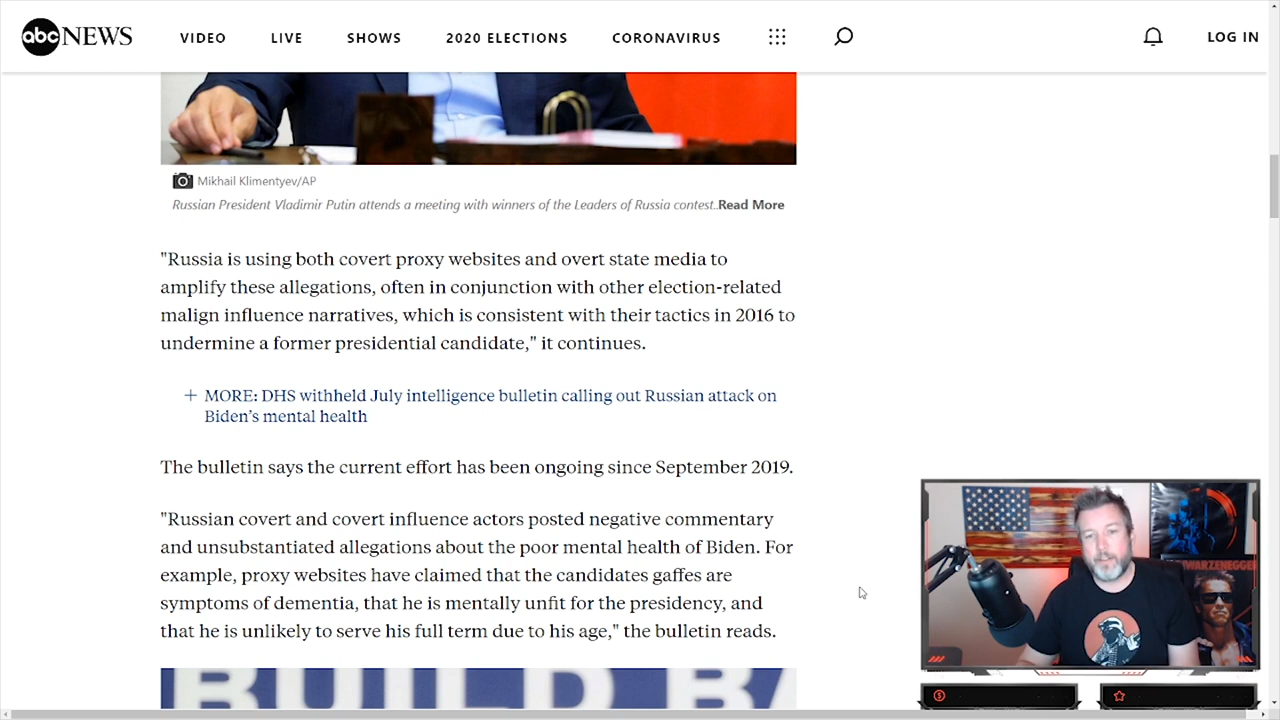 abc NEWS VIDEO LIVE SHOWS 2020 ELECTIONS CORONAVIRUS LOG IN
Mikhail Klimentyev/AP
Russian President Vladimir Putin attends a meeting with winners of the Leaders of Russia contest..Read More
"Russia is using both covert proxy websites and overt state media to
amplify these allegations, often in conjunction with other election-related
malign influence narratives, which is consistent with their tactics in 2016 to
undermine a former presidential candidate," it continues.
+ MORE: DHS withheld July intelligence bulletin calling out Russian attack on
Biden's mental health
The bulletin says the current effort has been ongoing since September 2019.
"Russian covert and covert influence actors posted negative commentary
and unsubstantiated allegations about the poor mental health of Biden. For
example, proxy websites have claimed that the candidates gaffes are
symptoms of dementia, that he is mentally unfit for the presidency, and
that he is unlikely to serve his full term due to his age," the bulletin reads.
BUILD BA